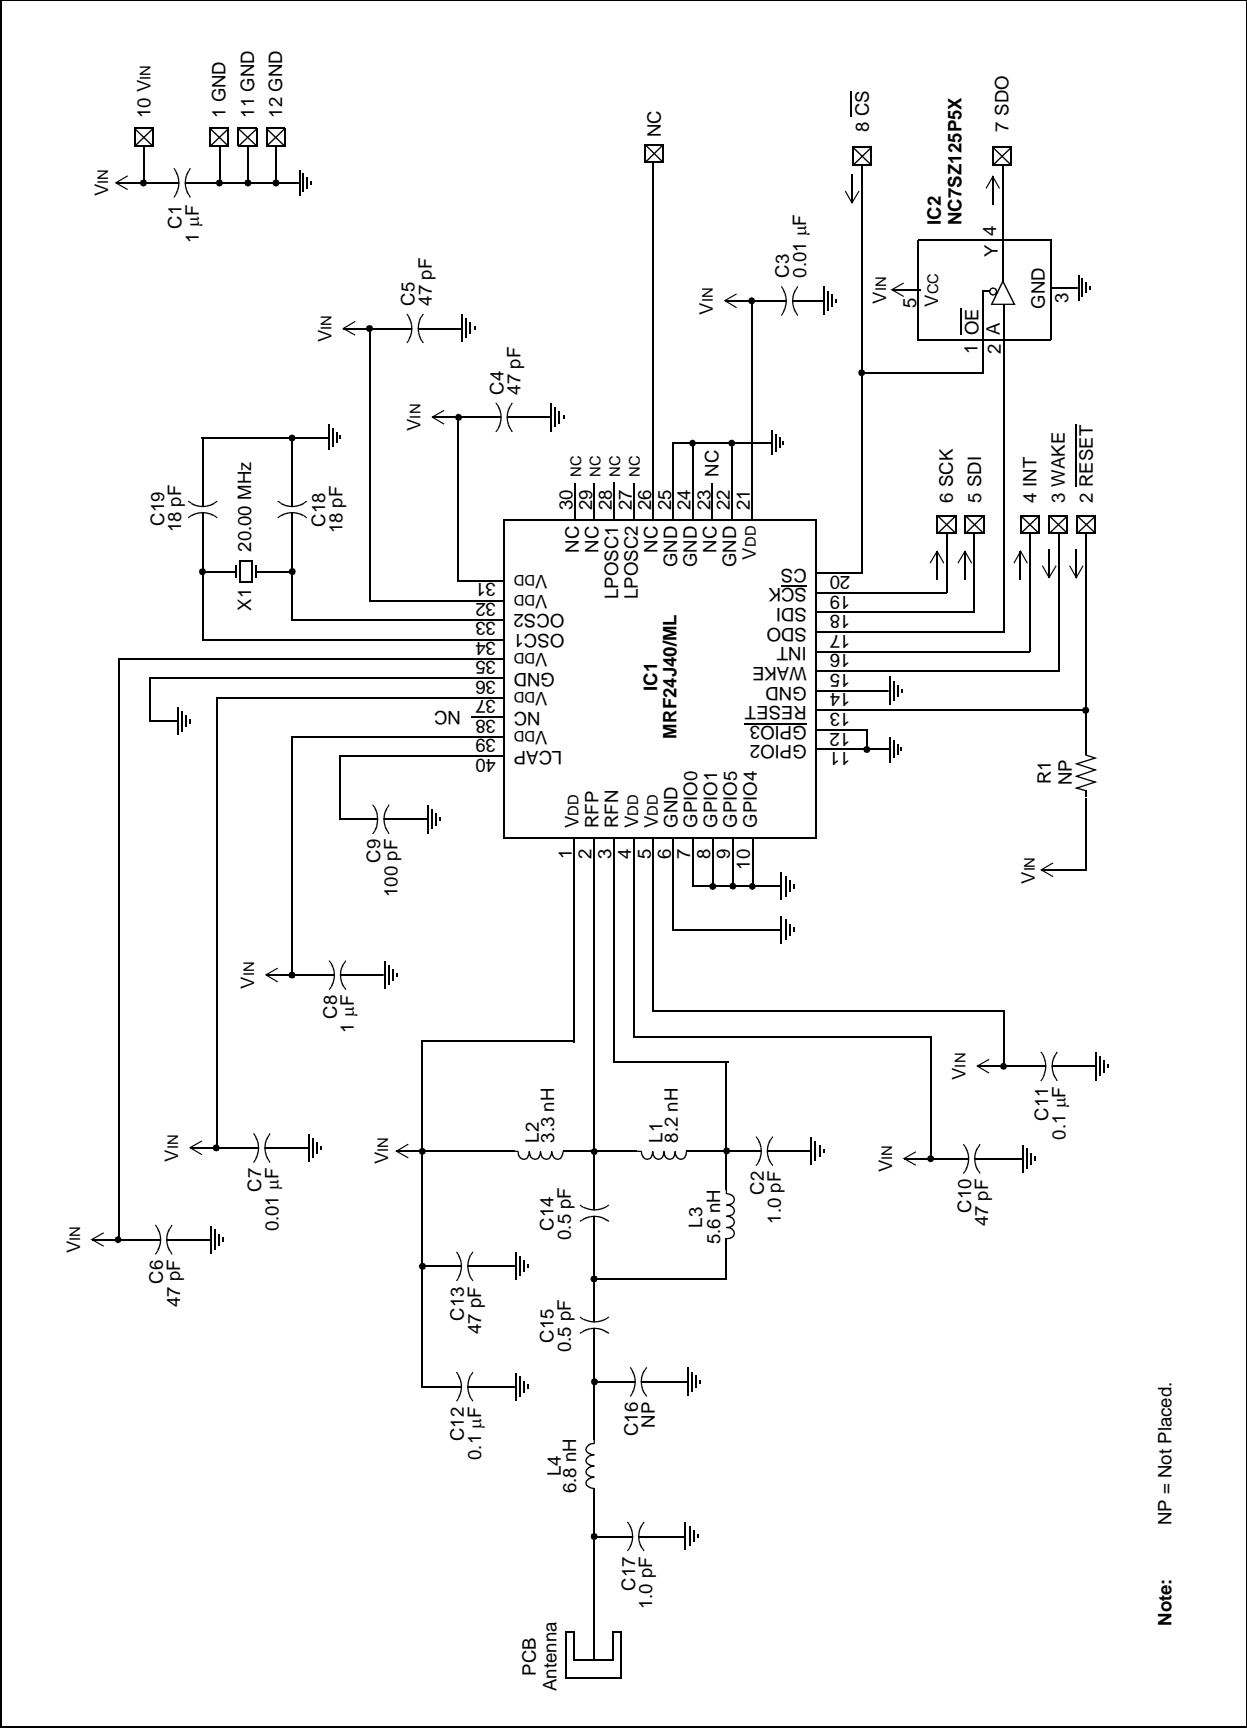 10 VIN
1 GND
11 GND
12 GND
VIN
C1
1 µF
NC
8 CS
7 SDO
IC2
NC7SZ125P5X
VIN
5
VCC
Y 4
GND
3
1 OE
2 A
VIN
C3
0.01 µF
VIN
C5
47 pF
VIN
C4
47 pF
C19
18 pF
X1 20.00 MHz
C18
18 pF
6 SCK
5 SDI
4 INT
3 WAKE
2 RESET
30 NC
29 NC
28 NC
27 NC
26
25
24
23 NC
22
21
NC
NC
LPOSC1
LPOSC2
NC
GND
GND
NC
GND
VDD
31 VDD
32 VDD
33 OCS2
34 OSC1
35 VDD
36 GND
37 VDD
NC 38 NC
39 VDD
40 LCAP
IC1
MRF24J40/ML
CS 20
SCK 19
SDI 18
SDO 17
INT 16
WAKE 15
GND 14
RESET 13
GPIO3 12
GPIO2 11
VDD
RFP
RFN
VDD
VDD
GND
GPIO0
GPIO1
GPIO5
GPIO4
1
2
3
4
5
6
7
8
9
10
R1
NP
VIN
C9
100 pF
VIN
C8
1 µF
VIN
C7
0.01 µF
VIN
C6
47 pF
VIN
L2
3.3 nH
L1
8.2 nH
C2
1.0 pF
L3
5.6 nH
C14
0.5 pF
C15
0.5 pF
C13
47 pF
C12
0.1 µF
C16
NP
L4
6.8 nH
C17
1.0 pF
PCB
Antenna
VIN
C11
0.1 µF
VIN
C10
47 pF
Note: NP = Not Placed.